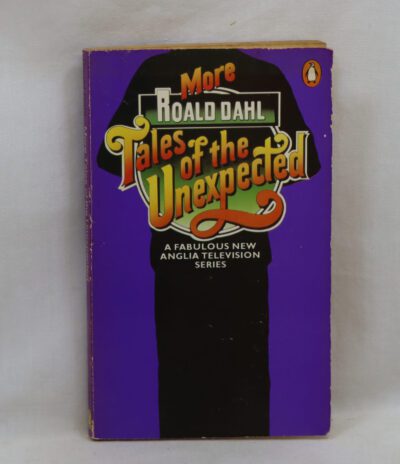 More
ROALD DAHL
Tales of the
Unexpected
A FABULOUS NEW
ANGLIA TELEVISION
SERIES